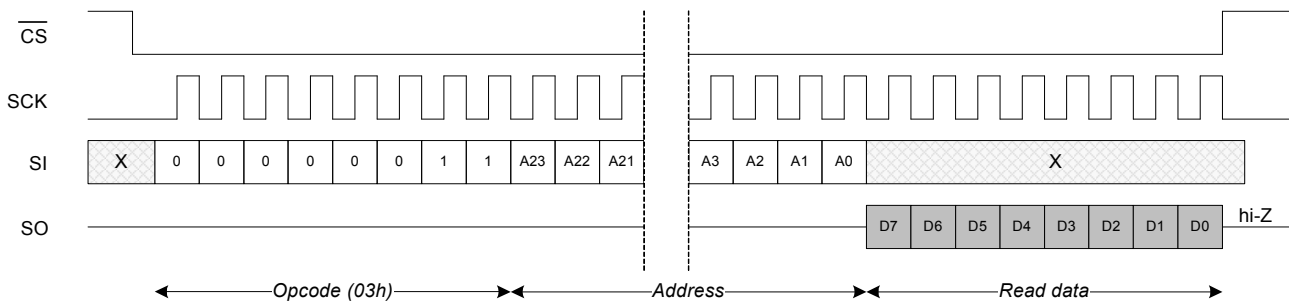 CS
SCK
SI X 0 0 0 0 0 0 1 1 A23 A22 A21 A3 A2 A1 A0 X
SO D7 D6 D5 D4 D3 D2 D1 D0 hi-Z
Opcode (03h) Address Read data